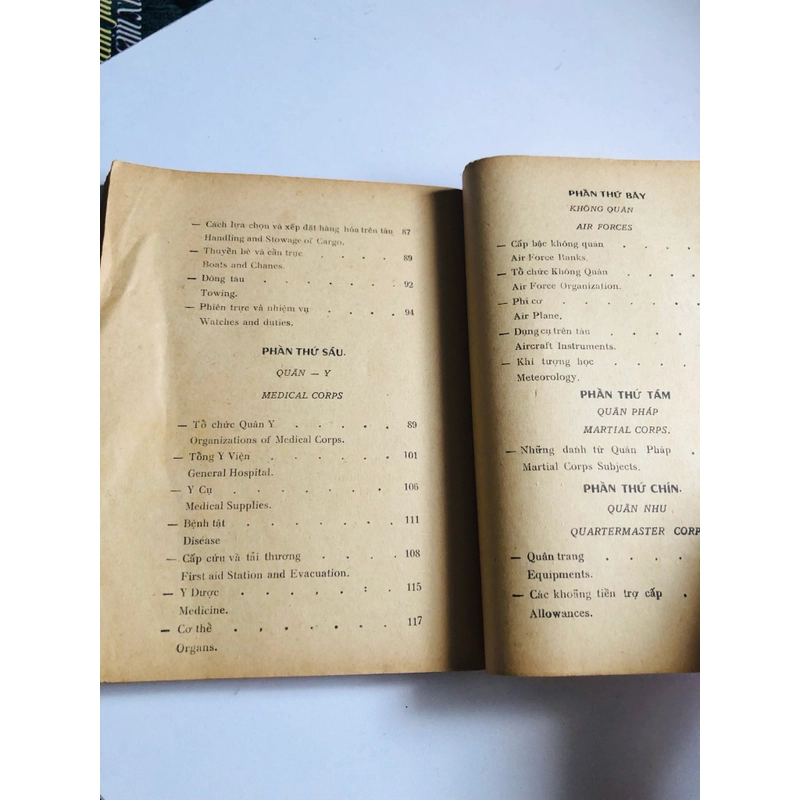 — Cách lựa chọn và xếp đặt hàng hóa trên tàu 87
Handling and Stowage of Cargo.
— Thuyền bè và cần trục . . . . . 89
Boats and Chanes.
— Dòng tàu . . . . . . . 92
Towing.
— Phiên trực và nhiệm vụ . . . . 94
Watches and duties.
PHẦN THỨ SÁU.
QUÂN — Y
MEDICAL CORPS
— Tổ chức Quân Y . . . . . 89
Organizations of Medical Corps.
— Tổng Y Viện . . . . . . 101
General Hospital.
— Y Cụ . . . . . . . 106
Medical Supplies.
— Bệnh tật . . . . . . 111
Disease
— Cấp cứu và tải thương . . . . 108
First aid Station and Evacuation.
— Y Dược . . . . . : . 115
Medicine.
— Cơ thể . . . . . . . 117
Organs.
PHẦN THỨ BẢY
KHÔNG QUÂN
AIR FORCES
— Cấp bậc không quân . . .
Air Force Ranks.
— Tổ chức Không Quân . . .
Air Force Organization.
— Phi cơ . . . . .
Air Plane.
— Dụng cụ trên tàu . . . .
Aircraft Instruments.
— Khí tượng học . . . .
Meteorology.
PHẦN THỨ TÁM
QUÂN PHÁP
MARTIAL CORPS.
— Những danh từ Quân Pháp .
Martial Corps Subjects.
PHẦN THỨ CHÍN.
QUÂN NHU
QUARTERMASTER CORP
— Quân trang . . . .
Equipments.
— Các khoãng tiền trợ cấp .
Allowances.